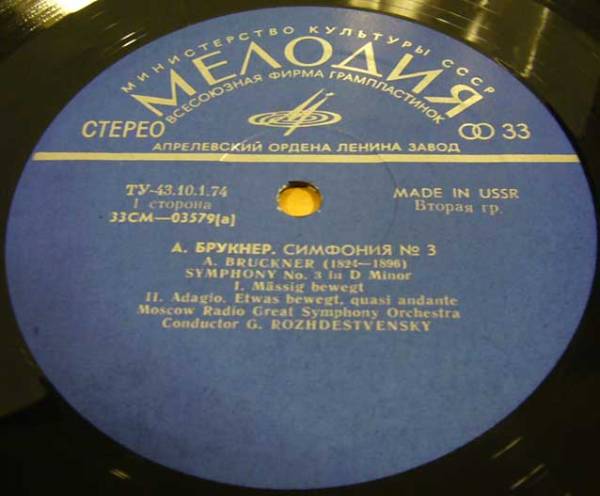 МИНИСТЕРСТВО КУЛЬТУРЫ СССР
МЕЛОДИЯ
ВСЕСОЮЗНАЯ ФИРМА ГРАМПЛАСТИНОК
СТЕРЕО
33
АПРЕЛЕВСКИЙ ОРДЕНА ЛЕНИНА ЗАВОД
ТУ-43.10.1.74
1 сторона
33СМ—03579[а]
MADE IN USSR
Вторая гр.
А. БРУКНЕР. СИМФОНИЯ № 3
A. BRUCKNER (1824—1896)
SYMPHONY No. 3 in D Minor
I. Mässig bewegt
II. Adagio. Etwas bewegt, quasi andante
Moscow Radio Great Symphony Orchestra
Conductor G. ROZHDESTVENSKY